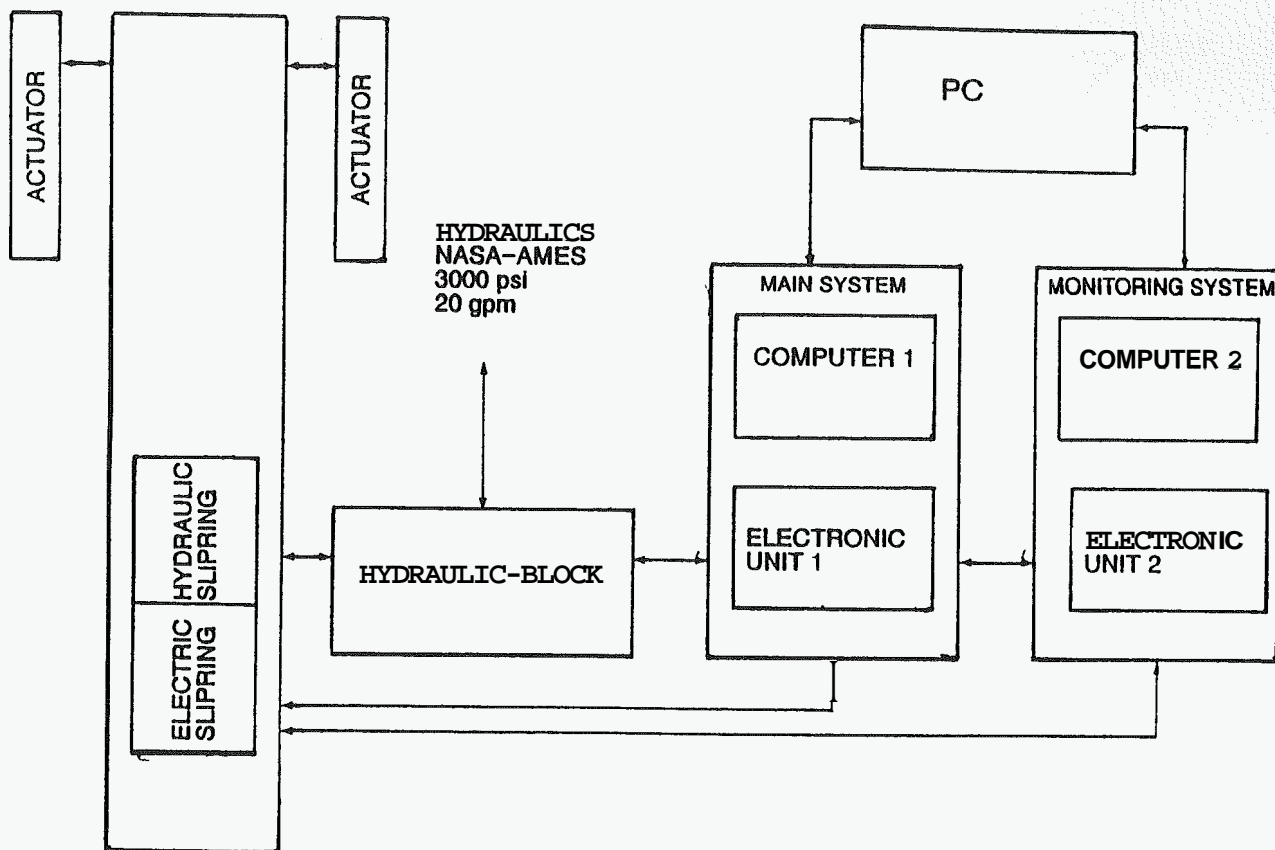 ACTUATOR
ACTUATOR
PC
HYDRAULICS
NASA-AMES
3000 psi
20 gpm
MAIN SYSTEM
COMPUTER 1
ELECTRONIC
UNIT 1
MONITORING SYSTEM
COMPUTER 2
ELECTRONIC
UNIT 2
HYDRAULIC
SLIPRING
ELECTRIC
SLIPRING
HYDRAULIC-BLOCK